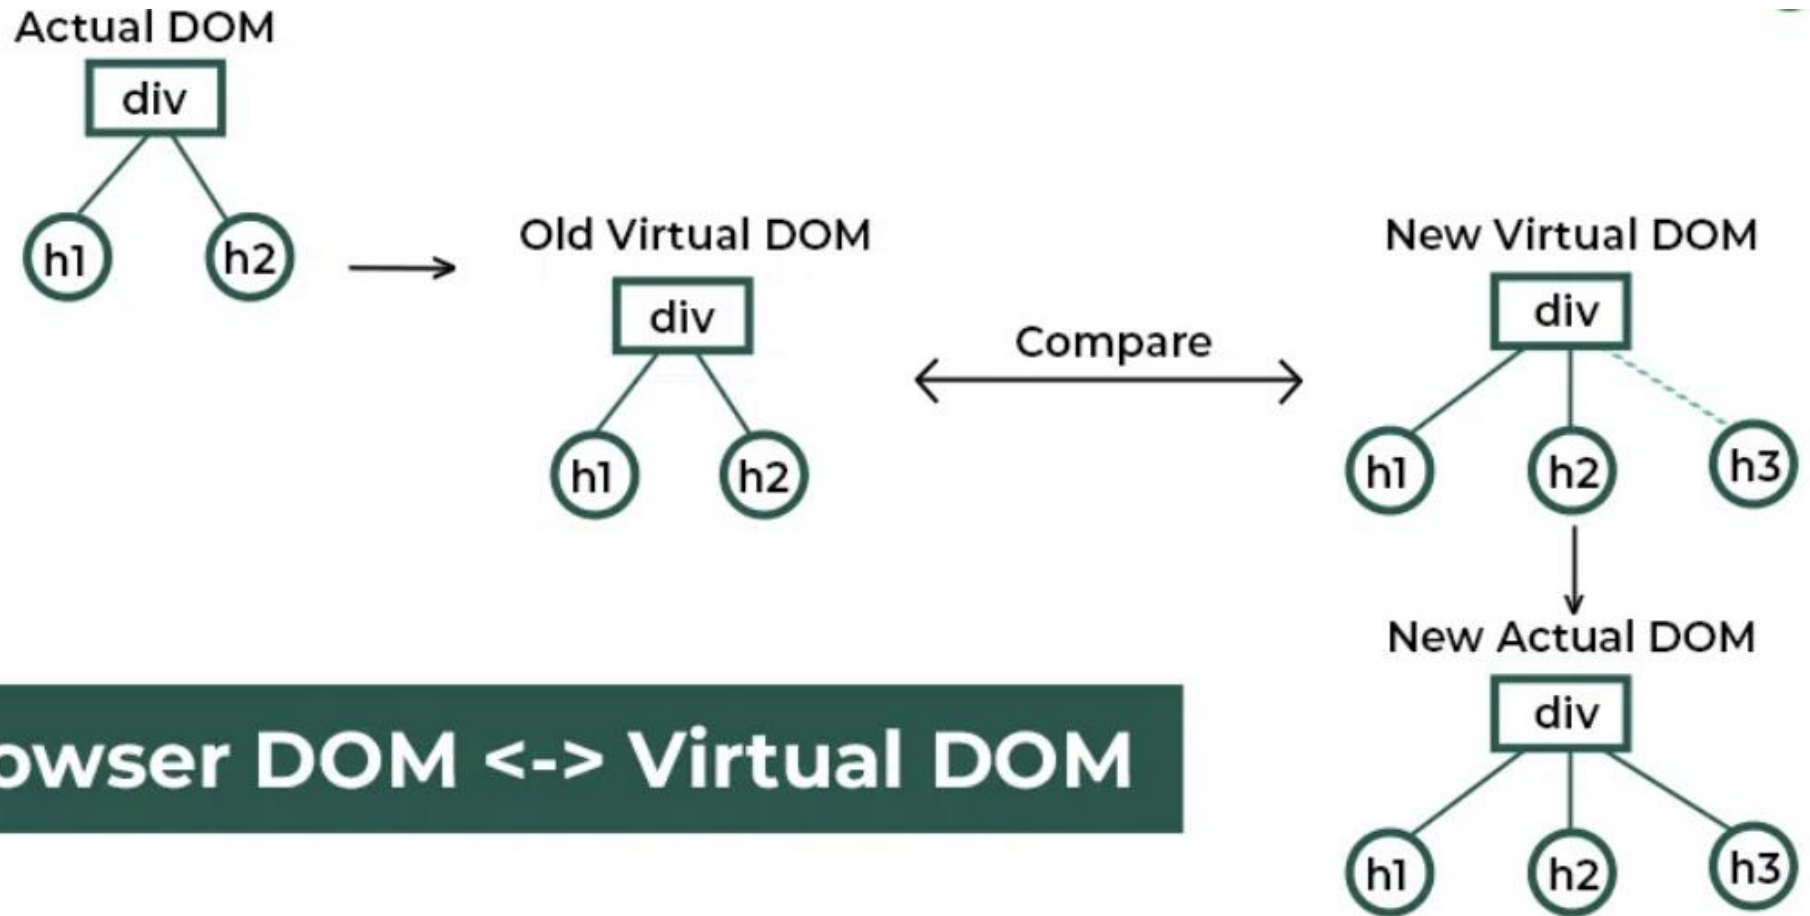 Actual DOM
div
h1 h2
Old Virtual DOM
div
h1 h2
Compare
New Virtual DOM
div
h1 h2 h3
New Actual DOM
div
h1 h2 h3
owser DOM <-> Virtual DOM